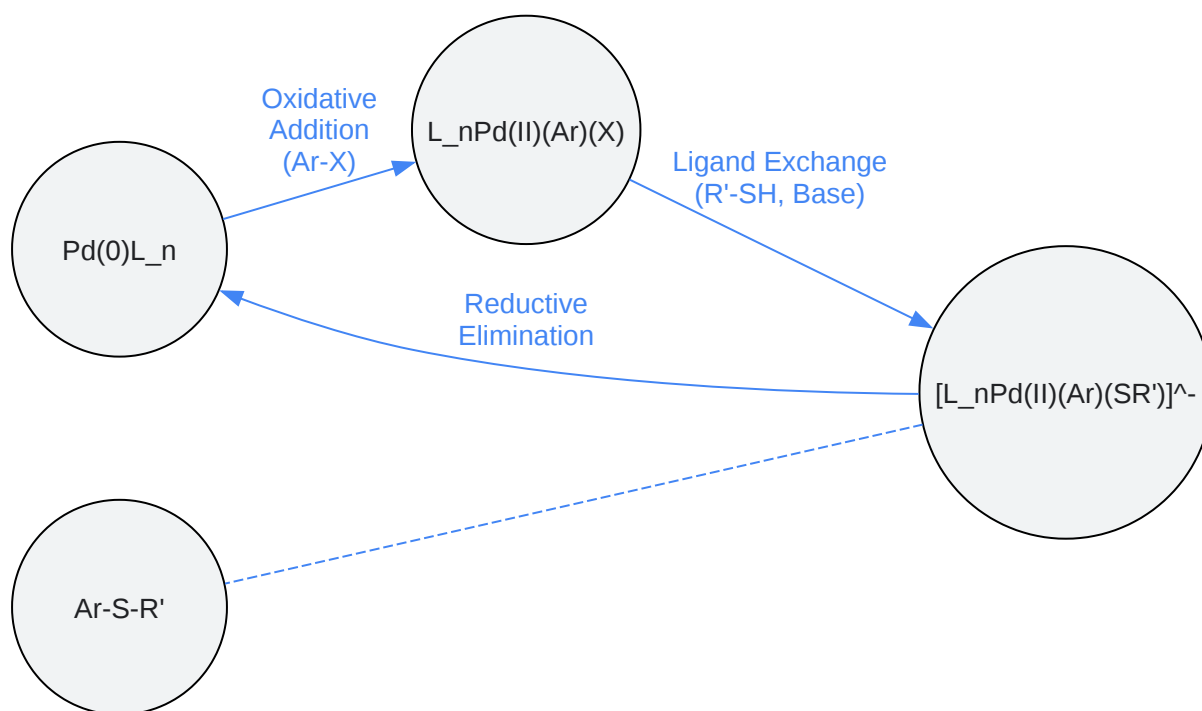 Oxidative
Addition
(Ar-X)
L_nPd(II)(Ar)(X)
Ligand Exchange
(R'-SH, Base)
Pd(0)L_n
Reductive
Elimination
[L_nPd(II)(Ar)(SR')]^-
Ar-S-R'